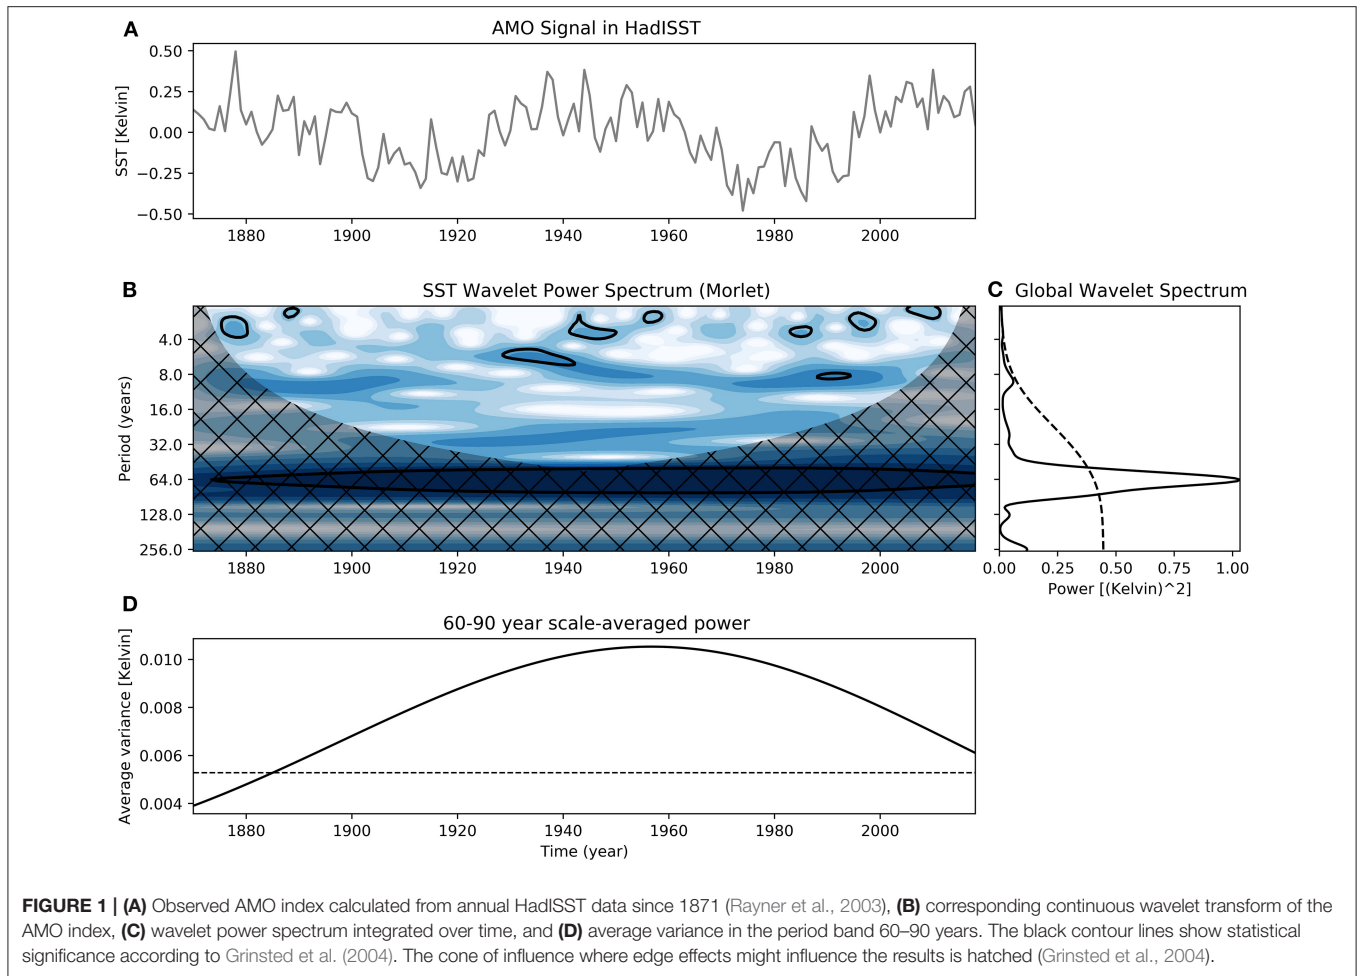 A
AMO Signal in HadISST
0.50
0.25
0.00
−0.25
−0.50
SST [Kelvin]
1880 1900 1920 1940 1960 1980 2000
B
SST Wavelet Power Spectrum (Morlet)
4.0
8.0
16.0
32.0
64.0
128.0
256.0
Period (years)
1880 1900 1920 1940 1960 1980 2000
C Global Wavelet Spectrum
0.00 0.25 0.50 0.75 1.00
Power [(Kelvin)^2]
D
60-90 year scale-averaged power
0.010
0.008
0.006
0.004
Average variance [Kelvin]
1880 1900 1920 1940 1960 1980 2000
Time (year)
FIGURE 1 | (A) Observed AMO index calculated from annual HadISST data since 1871 (Rayner et al., 2003), (B) corresponding continuous wavelet transform of the
AMO index, (C) wavelet power spectrum integrated over time, and (D) average variance in the period band 60–90 years. The black contour lines show statistical
significance according to Grinsted et al. (2004). The cone of influence where edge effects might influence the results is hatched (Grinsted et al., 2004).